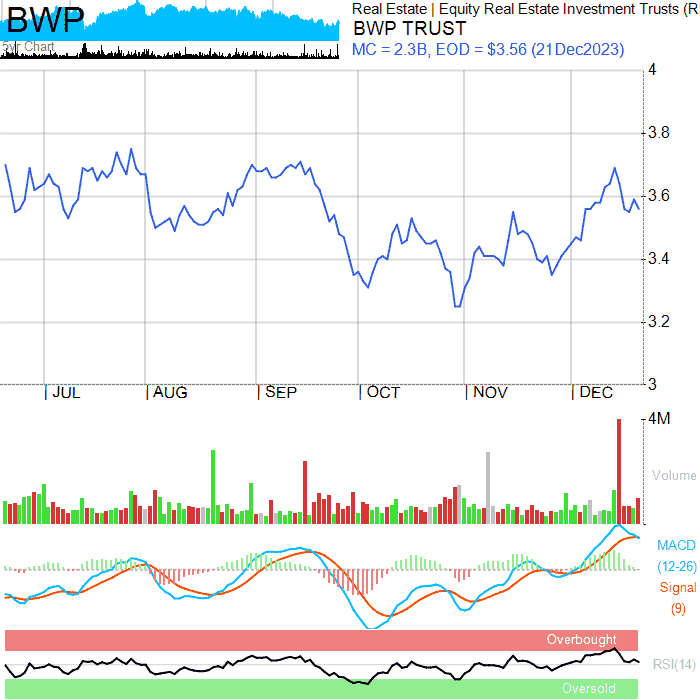 BWP
Real Estate | Equity Real Estate Investment Trusts (R
BWP TRUST
5yr Chart
MC = 2.3B, EOD = $3.56 (21Dec2023)
4
3.8
3.6
3.4
3.2
3
JUL
AUG
SEP
OCT
NOV
DEC
4M
Volume
MACD
(12-26)
Signal
(9)
Overbought
RSI(14)
Oversold